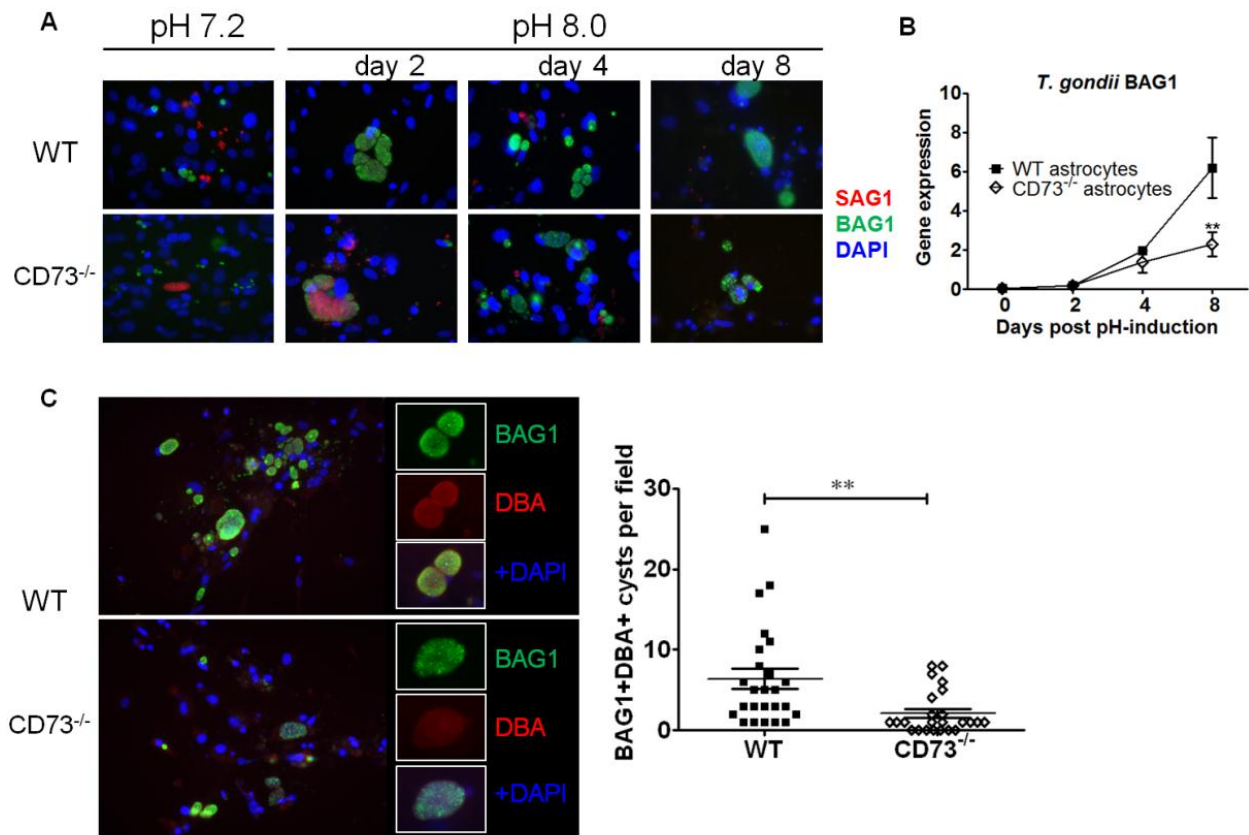 A
pH 7.2
pH 8.0
day 2
day 4
day 8
WT
CD73-/-
SAG1
BAG1
DAPI
B
T. gondii BAG1
Gene expression
10
8
6
4
2
0
WT astrocytes
CD73-/- astrocytes
**
0 2 4 8
Days post pH-induction
C
WT
BAG1
DBA
+DAPI
CD73-/-
BAG1
DBA
+DAPI
BAG1+DBA+ cysts per field
30
20
10
0
**
WT CD73-/-